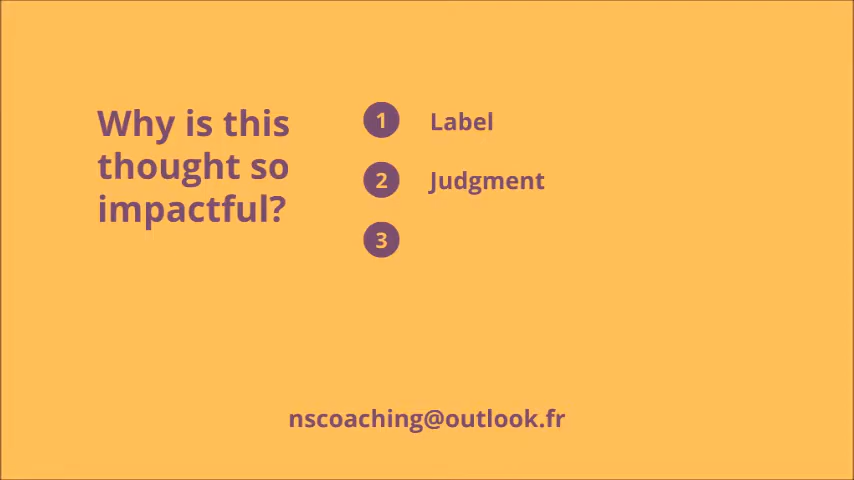 Why is this
thought so
impactful?
1 Label
2 Judgment
3
nscoaching@outlook.fr